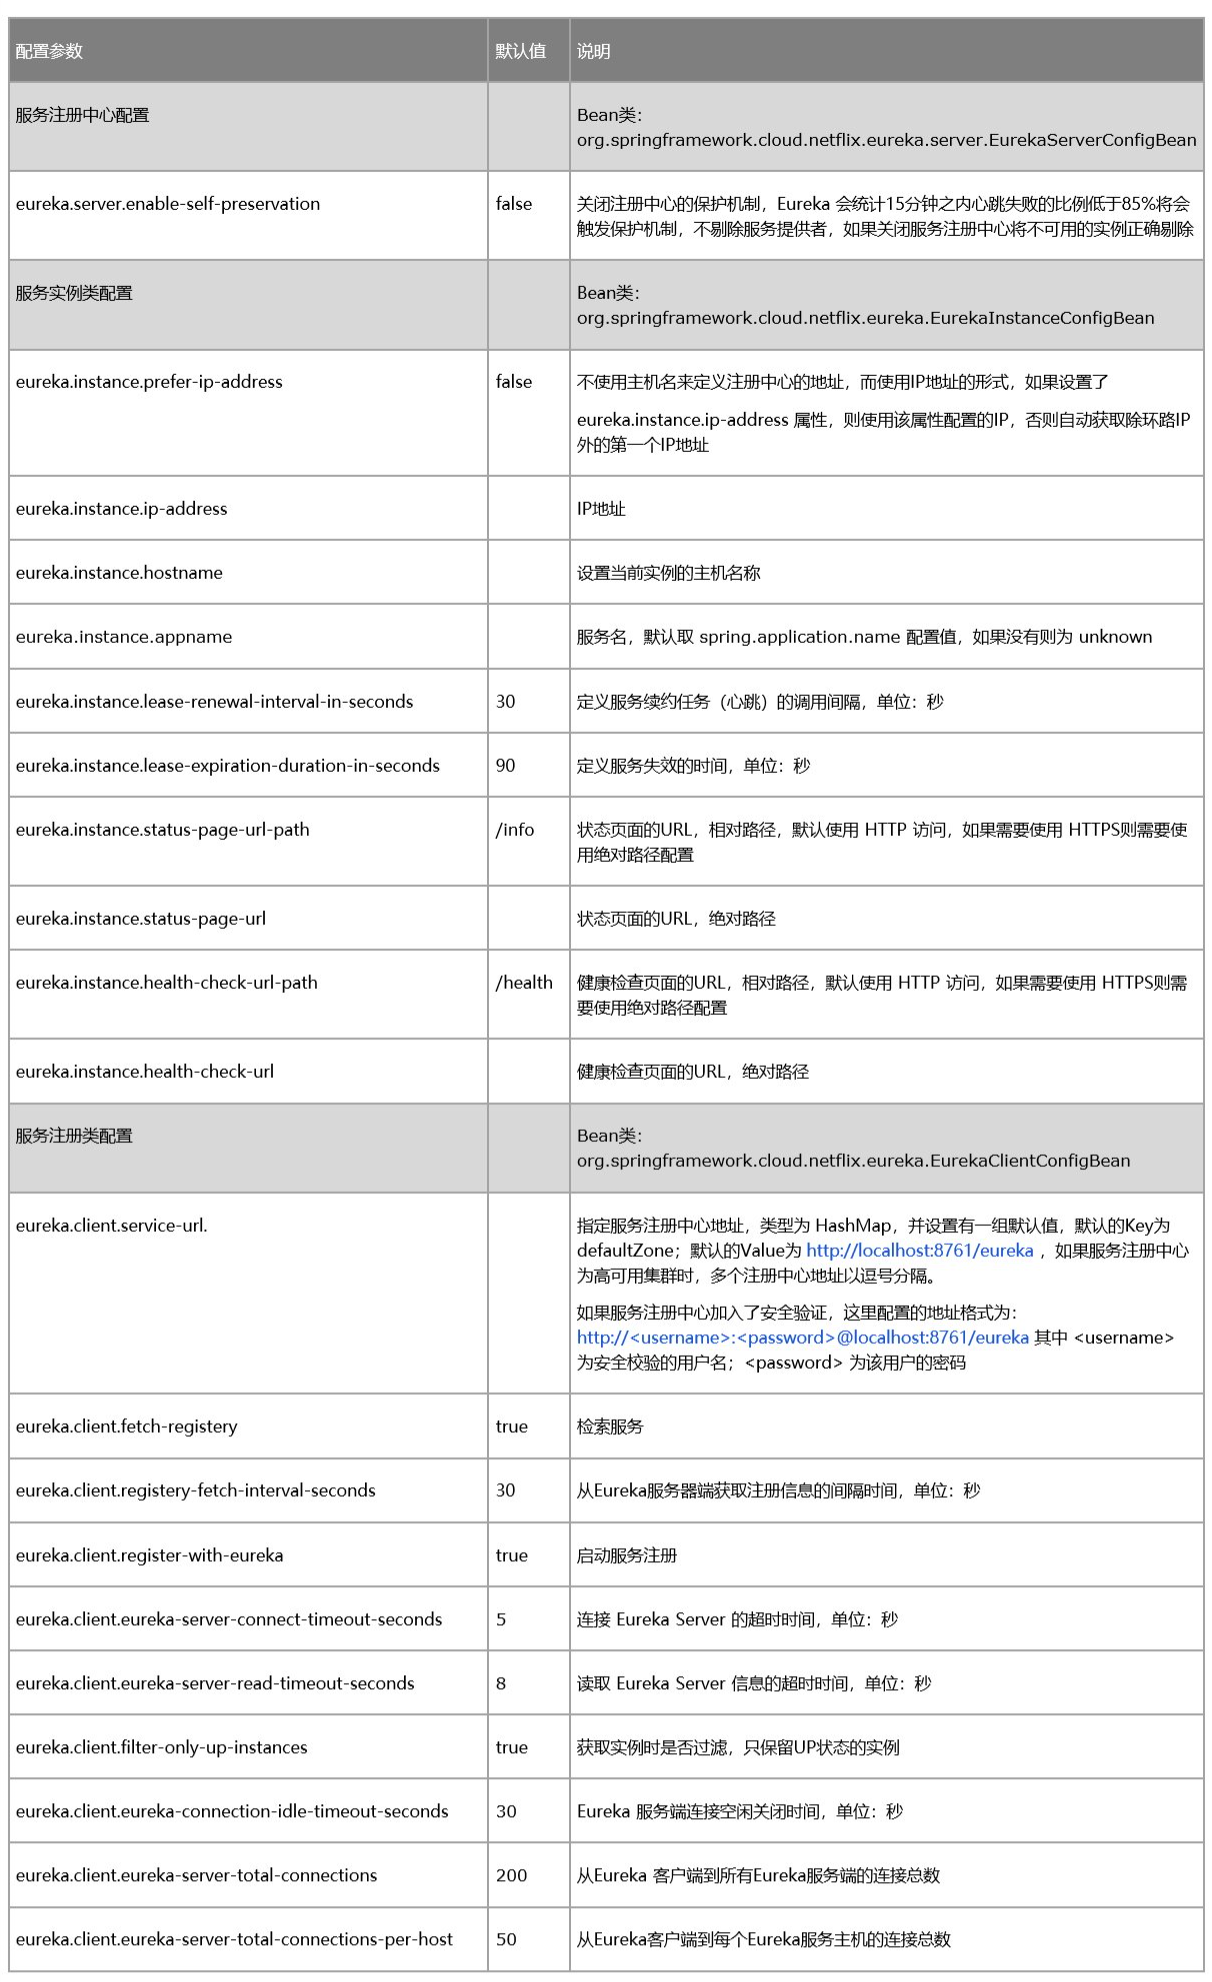 配置参数 默认值 说明
服务注册中心配置 Bean类：
org.springframework.cloud.netflix.eureka.server.EurekaServerConfigBean
eureka.server.enable-self-preservation false 关闭注册中心的保护机制，Eureka 会统计15分钟之内心跳失败的比例低于85%将会
触发保护机制，不剔除服务提供者，如果关闭服务注册中心将不可用的实例正确剔除
服务实例类配置 Bean类：
org.springframework.cloud.netflix.eureka.EurekaInstanceConfigBean
eureka.instance.prefer-ip-address false 不使用主机名来定义注册中心的地址，而使用IP地址的形式，如果设置了
eureka.instance.ip-address 属性，则使用该属性配置的IP，否则自动获取除环路IP
外的第一个IP地址
eureka.instance.ip-address IP地址
eureka.instance.hostname 设置当前实例的主机名称
eureka.instance.appname 服务名，默认取 spring.application.name 配置值，如果没有则为 unknown
eureka.instance.lease-renewal-interval-in-seconds 30 定义服务续约任务（心跳）的调用间隔，单位：秒
eureka.instance.lease-expiration-duration-in-seconds 90 定义服务失效的时间，单位：秒
eureka.instance.status-page-url-path /info 状态页面的URL，相对路径，默认使用 HTTP 访问，如果需要使用 HTTPS则需要使
用绝对路径配置
eureka.instance.status-page-url 状态页面的URL，绝对路径
eureka.instance.health-check-url-path /health 健康检查页面的URL，相对路径，默认使用 HTTP 访问，如果需要使用 HTTPS则需
要使用绝对路径配置
eureka.instance.health-check-url 健康检查页面的URL，绝对路径
服务注册类配置 Bean类：
org.springframework.cloud.netflix.eureka.EurekaClientConfigBean
eureka.client.service-url. 指定服务注册中心地址，类型为 HashMap，并设置有一组默认值，默认的Key为
defaultZone；默认的Value为 http://localhost:8761/eureka ，如果服务注册中心
为高可用集群时，多个注册中心地址以逗号分隔。
如果服务注册中心加入了安全验证，这里配置的地址格式为：
http://<username>:<password>@localhost:8761/eureka 其中 <username>
为安全校验的用户名；<password> 为该用户的密码
eureka.client.fetch-registery true 检索服务
eureka.client.registery-fetch-interval-seconds 30 从Eureka服务器端获取注册信息的间隔时间，单位：秒
eureka.client.register-with-eureka true 启动服务注册
eureka.client.eureka-server-connect-timeout-seconds 5 连接 Eureka Server 的超时时间，单位：秒
eureka.client.eureka-server-read-timeout-seconds 8 读取 Eureka Server 信息的超时时间，单位：秒
eureka.client.filter-only-up-instances true 获取实例时是否过滤，只保留UP状态的实例
eureka.client.eureka-connection-idle-timeout-seconds 30 Eureka 服务端连接空闲关闭时间，单位：秒
eureka.client.eureka-server-total-connections 200 从Eureka 客户端到所有Eureka服务端的连接总数
eureka.client.eureka-server-total-connections-per-host 50 从Eureka客户端到每个Eureka服务主机的连接总数